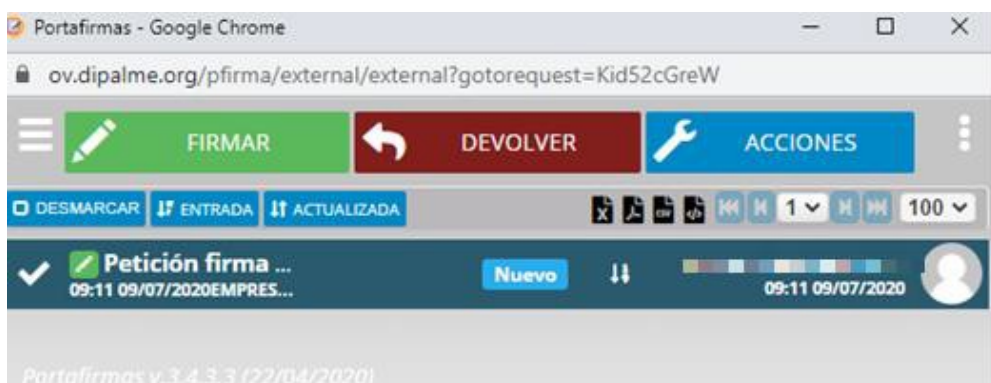 Portafirmas - Google Chrome
ov.dipalme.org/pfirma/external/external?gotorequest=Kid52cGreW
FIRMAR DEVOLVER ACCIONES
DESMARCAR ENTRADA ACTUALIZADA 1 100
Petición firma ... Nuevo
09:11 09/07/2020EMPRES... 09:11 09/07/2020
Portafirmas v.3.4.3.3 (22/04/2020)